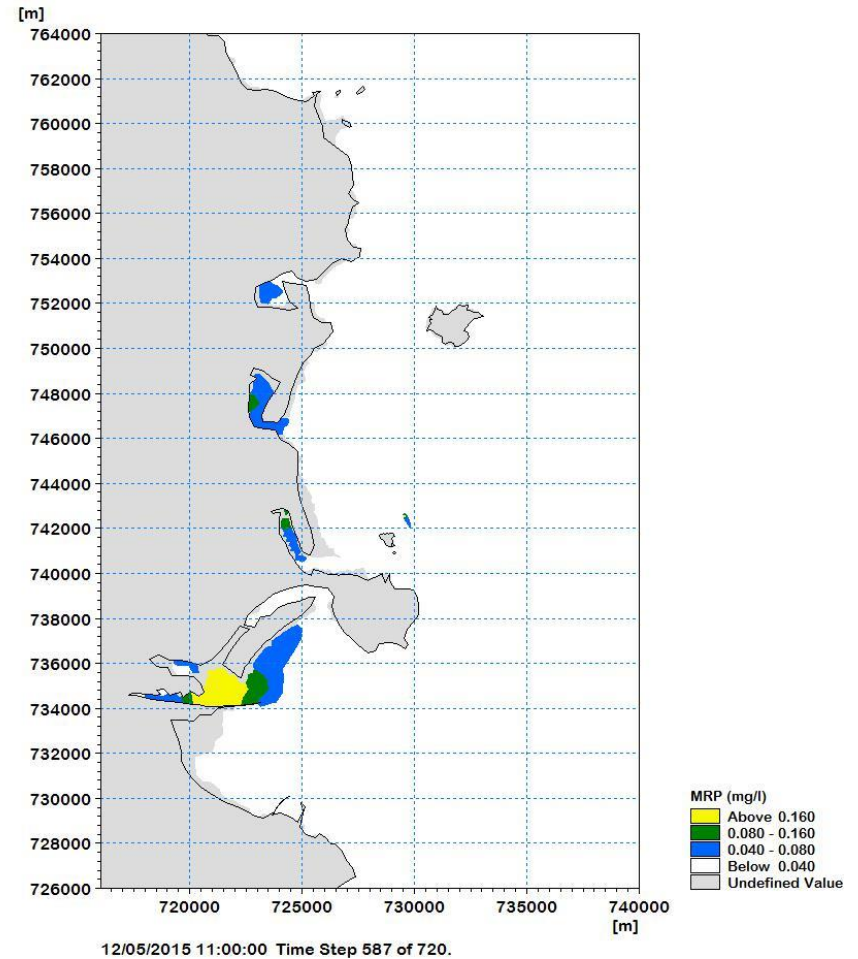 [m]
764000
762000
760000
758000
756000
754000
752000
750000
748000
746000
744000
742000
740000
738000
736000
734000
732000
730000
728000
726000
720000 725000 730000 735000 740000
[m]
MRP (mg/l)
Above 0.160
0.080 - 0.160
0.040 - 0.080
Below 0.040
Undefined Value
12/05/2015 11:00:00 Time Step 587 of 720.